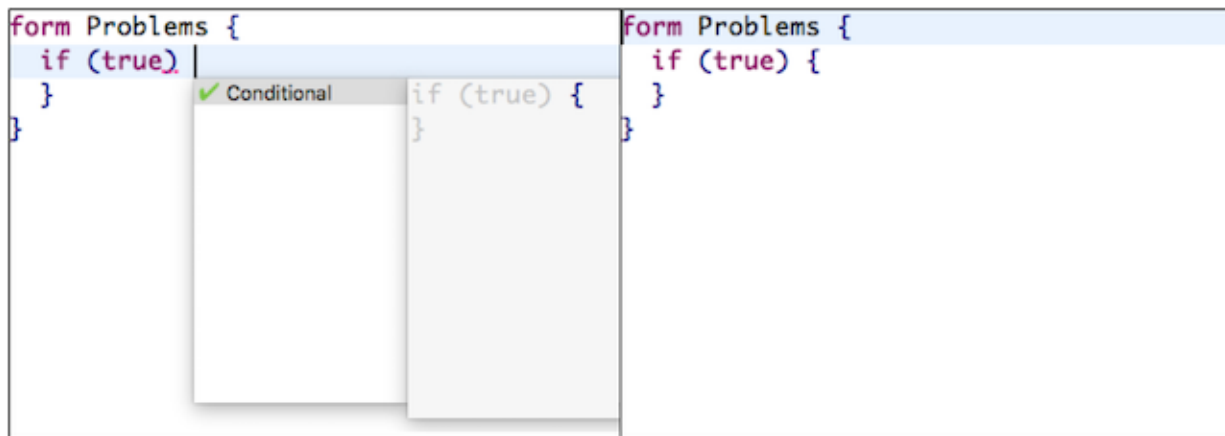 form Problems {
  if (true)
  }
}
✔ Conditional
if (true) {
}
form Problems {
  if (true) {
  }
}